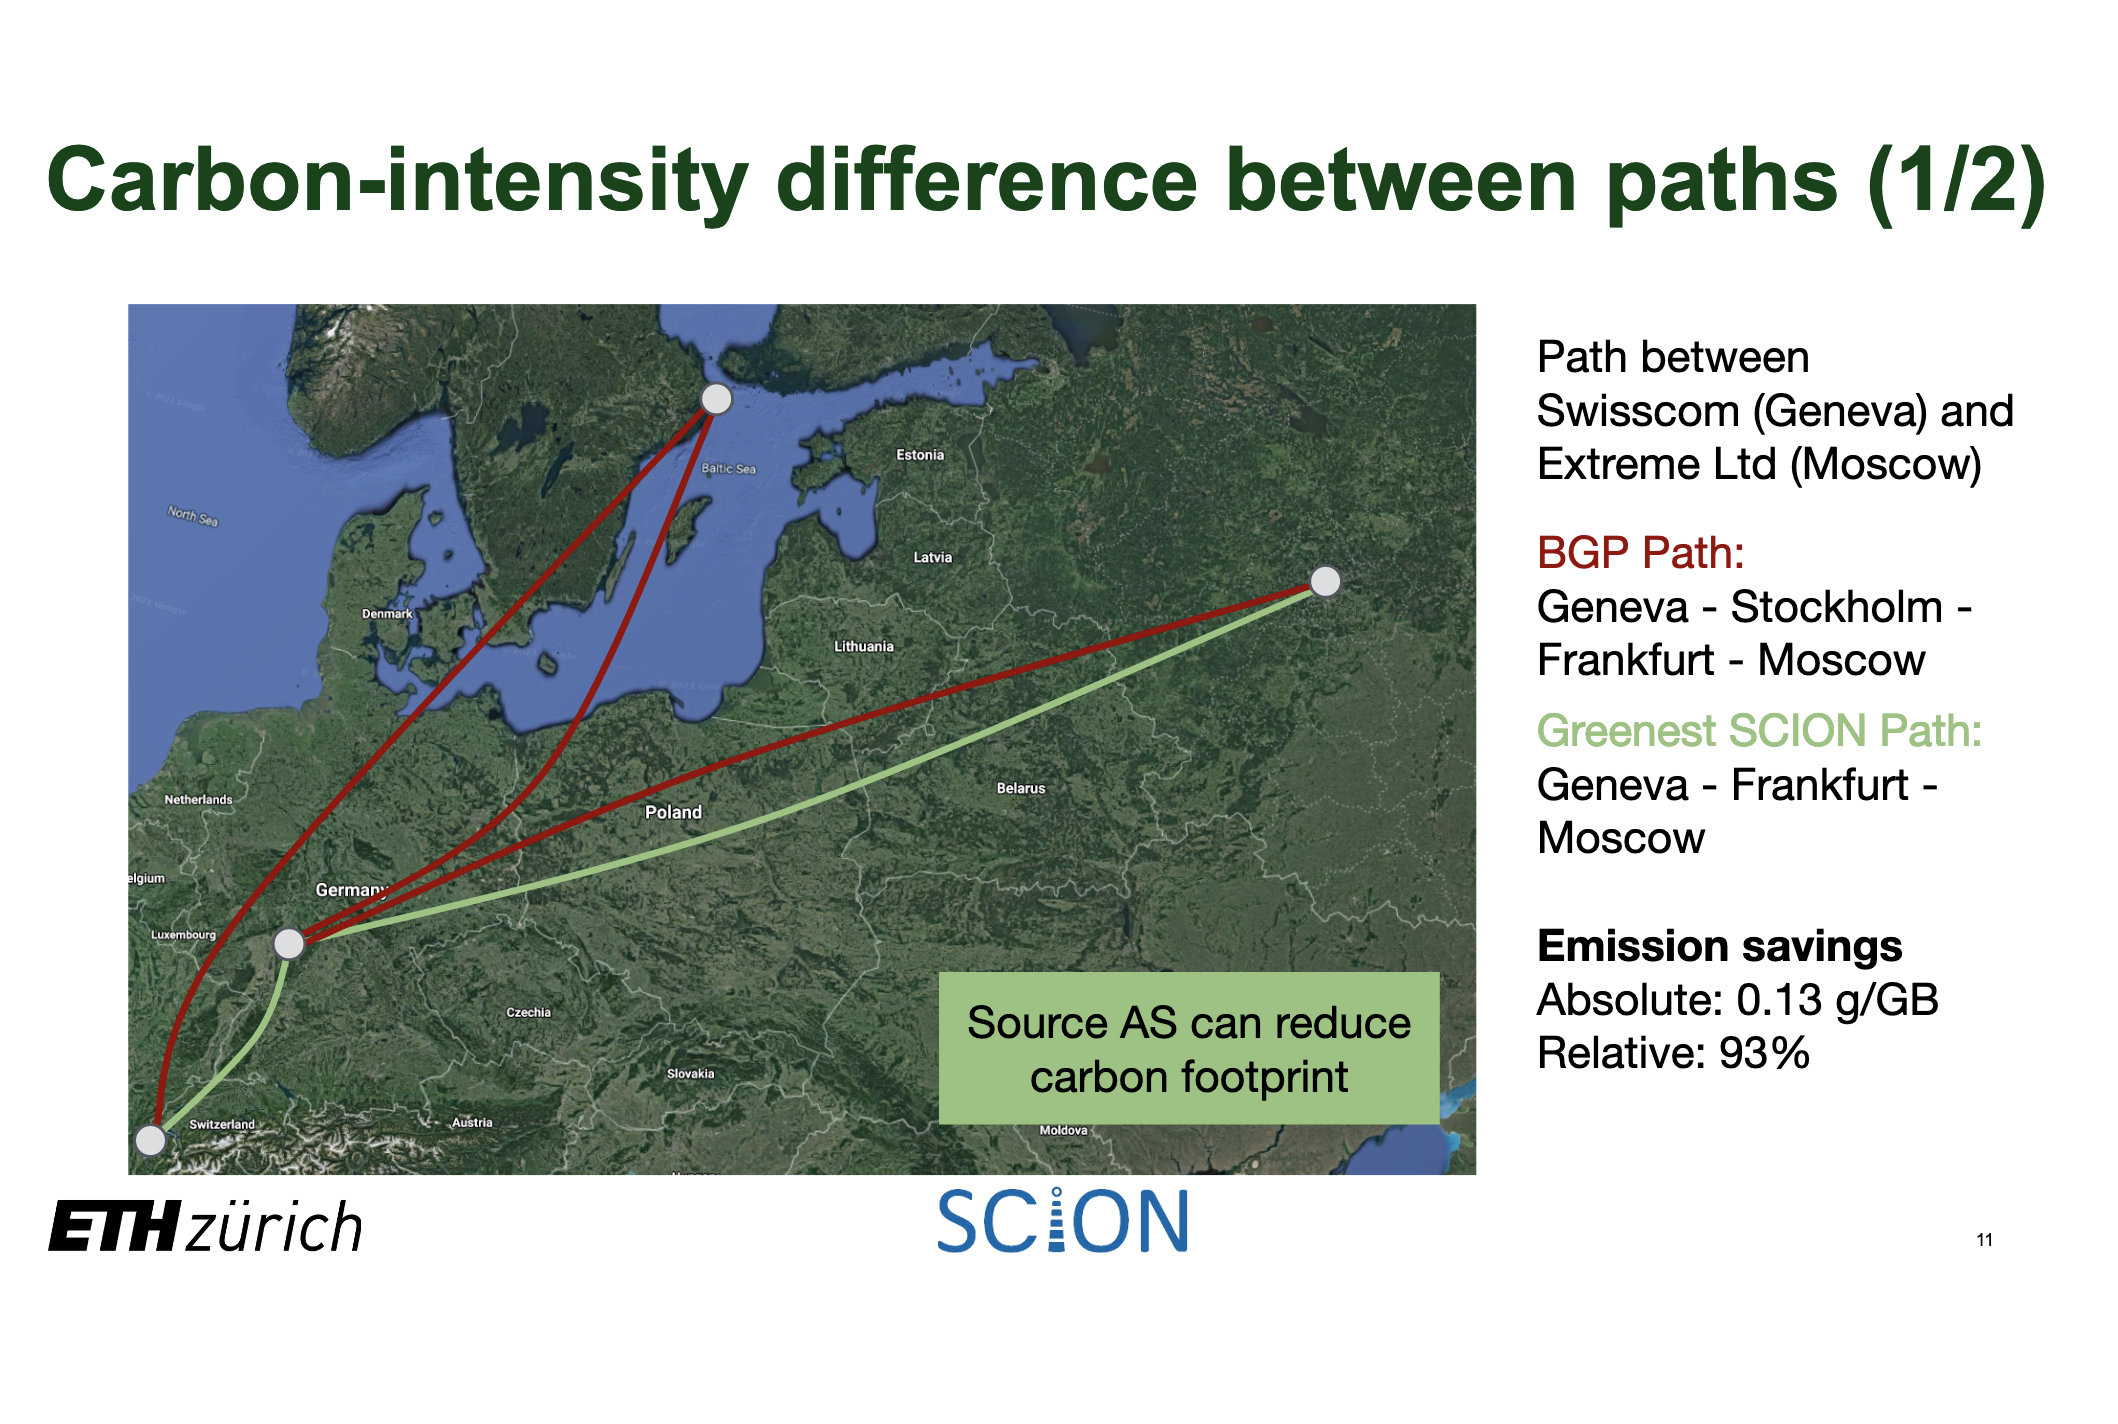 Carbon-intensity difference between paths (1/2)
North Sea
Baltic Sea
Estonia
Latvia
Denmark
Lithuania
Netherlands
Poland
Belarus
elgium
Germany
Luxembourg
Czechia
Slovakia
Switzerland
Austria
Moldova
Source AS can reduce
carbon footprint
Path between
Swisscom (Geneva) and
Extreme Ltd (Moscow)
BGP Path:
Geneva - Stockholm -
Frankfurt - Moscow
Greenest SCION Path:
Geneva - Frankfurt -
Moscow
Emission savings
Absolute: 0.13 g/GB
Relative: 93%
ETH zürich
SCION
11